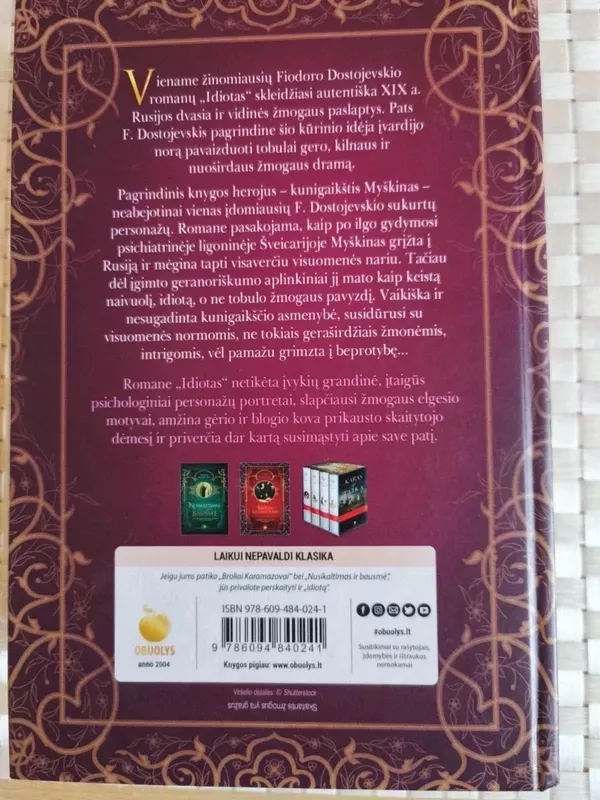 Viename žinomiausių Fiodoro Dostojevskio
romanų „Idiotas“ skleidžiasi autentiška XIX a.
Rusijos dvasia ir vidinės žmogaus paslaptys. Pats
F. Dostojevskis pagrindine šio kūrinio idėja įvardijo
norą pavaizduoti tobulai gero, kilnaus ir
nuoširdaus žmogaus dramą.
Pagrindinis knygos herojus – kunigaikštis Myškinas –
neabejotinai vienas įdomiausių F. Dostojevskio sukurtų
personažų. Romane pasakojama, kaip po ilgo gydymosi
psichiatrinėje ligoninėje Šveicarijoje Myškinas grįžta į
Rusiją ir mėgina tapti visaverčiu visuomenės nariu. Tačiau
dėl įgimto geranoriškumo aplinkiniai jį mato kaip keistą
naivuolį, idiotą, o ne tobulo žmogaus pavyzdį. Vaikiška ir
nesugadinta kunigaikščio asmenybė, susidūrusi su
visuomenės normomis, ne tokiais geraširdžiais žmonėmis,
intrigomis, vėl pamažu grimzta į beprotybę...
Romane „Idiotas“ netikėta įvykių grandinė, įtaigūs
psichologiniai personažų portretai, slapčiausi žmogaus elgesio
motyvai, amžina gėrio ir blogio kova prikausto skaitytojo
dėmesį ir priverčia dar kartą susimąstyti apie save patį.
KARAS
LAIKUI NEPAVALDI KLASIKA
Jeigu jums patiko „Broliai Karamazovai“ bei „Nusikaltimas ir bausmė“,
jūs privalote perskaityti ir „Idiotą“.
OBUOLYS
anno 2004
ISBN 978-609-484-024-1
9 786094 840241
Knygos pigiau: www.obuolys.lt
#obuolys.lt
Susitikimai su rašytojais,
įdomybės ir ištraukos
nemokamai
Viršelio detalės: © Shutterstock
Skaitantis žmogus yra gražus